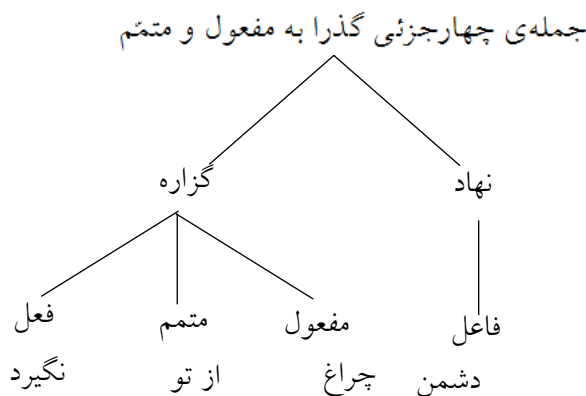 جمله‌ی چهارجزئی گذرا به مفعول و متمّم
نهاد گزاره
فاعل مفعول متمم فعل
دشمن چراغ از تو نگیرد